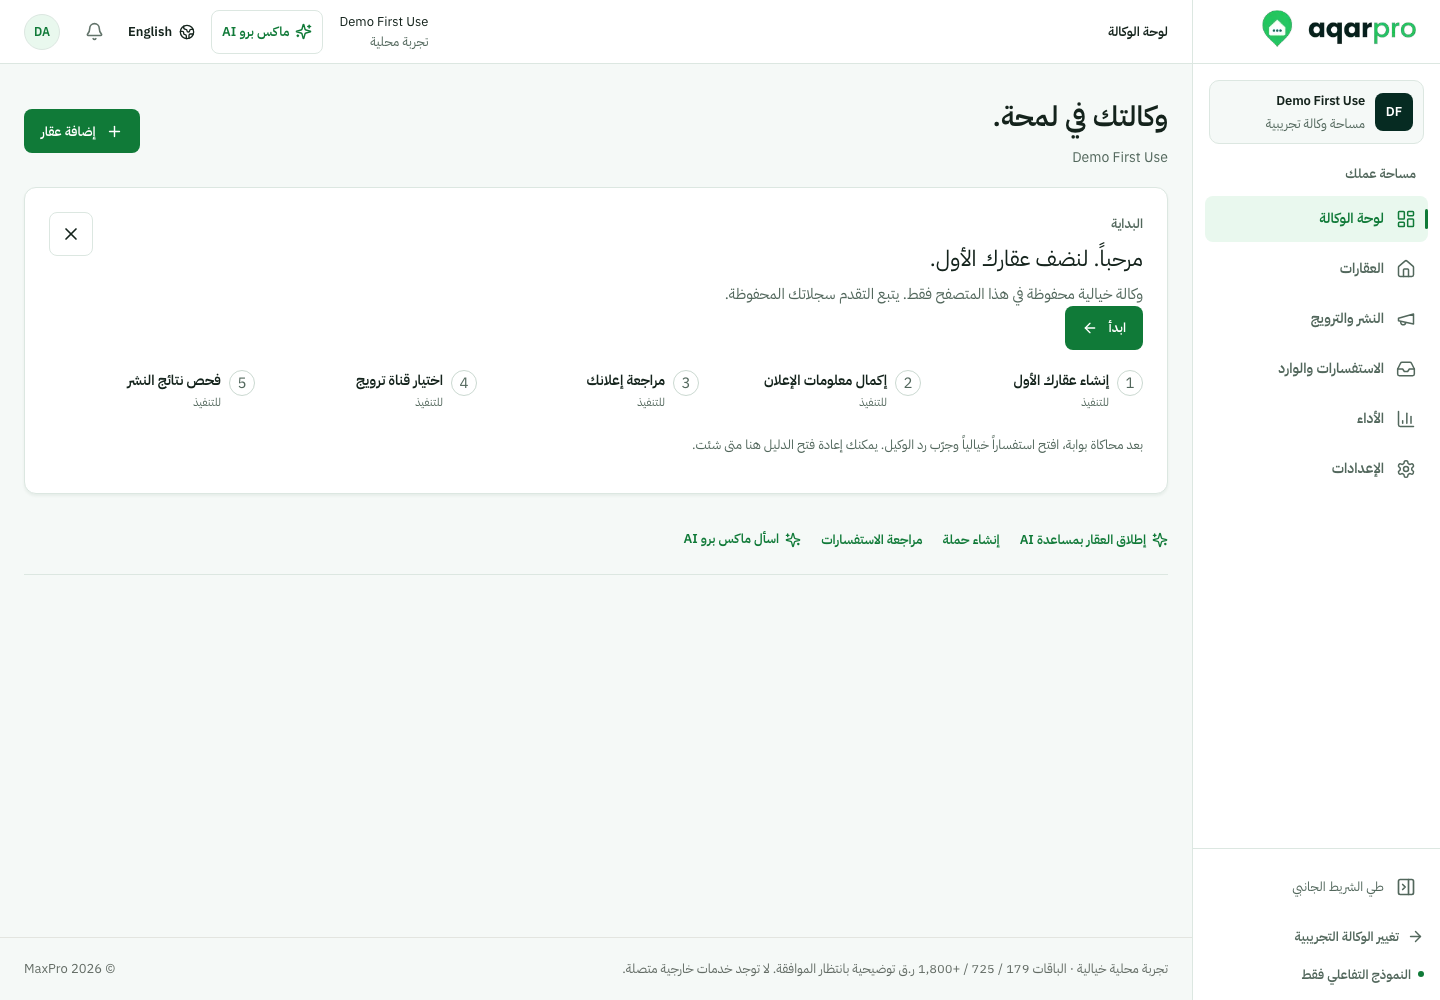 aqarpro
Demo First Use
DF
مساحة وكالة تجريبية
مساحة عملك
لوحة الوكالة
العقارات
النشر والترويج
الاستفسارات والوارد
الأداء
الإعدادات
طي الشريط الجانبي
تغيير الوكالة التجريبية
النموذج التفاعلي فقط
لوحة الوكالة
Demo First Use
تجربة محلية
ماكس برو AI
English
DA
وكالتك في لمحة.
Demo First Use
إضافة عقار
البداية
مرحباً. لنضف عقارك الأول.
وكالة خيالية محفوظة في هذا المتصفح فقط. يتبع التقدم سجلاتك المحفوظة.
ابدأ
1 إنشاء عقارك الأول
للتنفيذ
2 إكمال معلومات الإعلان
للتنفيذ
3 مراجعة إعلانك
للتنفيذ
4 اختيار قناة ترويج
للتنفيذ
5 فحص نتائج النشر
للتنفيذ
بعد محاكاة بوابة، افتح استفساراً خيالياً وجرّب رد الوكيل. يمكنك إعادة فتح الدليل هنا متى شئت.
إطلاق العقار بمساعدة AI
إنشاء حملة
مراجعة الاستفسارات
اسأل ماكس برو AI
تجربة محلية خيالية · الباقات 179 / 725 / +1,800 ر.ق توضيحية بانتظار الموافقة. لا توجد خدمات خارجية متصلة.
© 2026 MaxPro